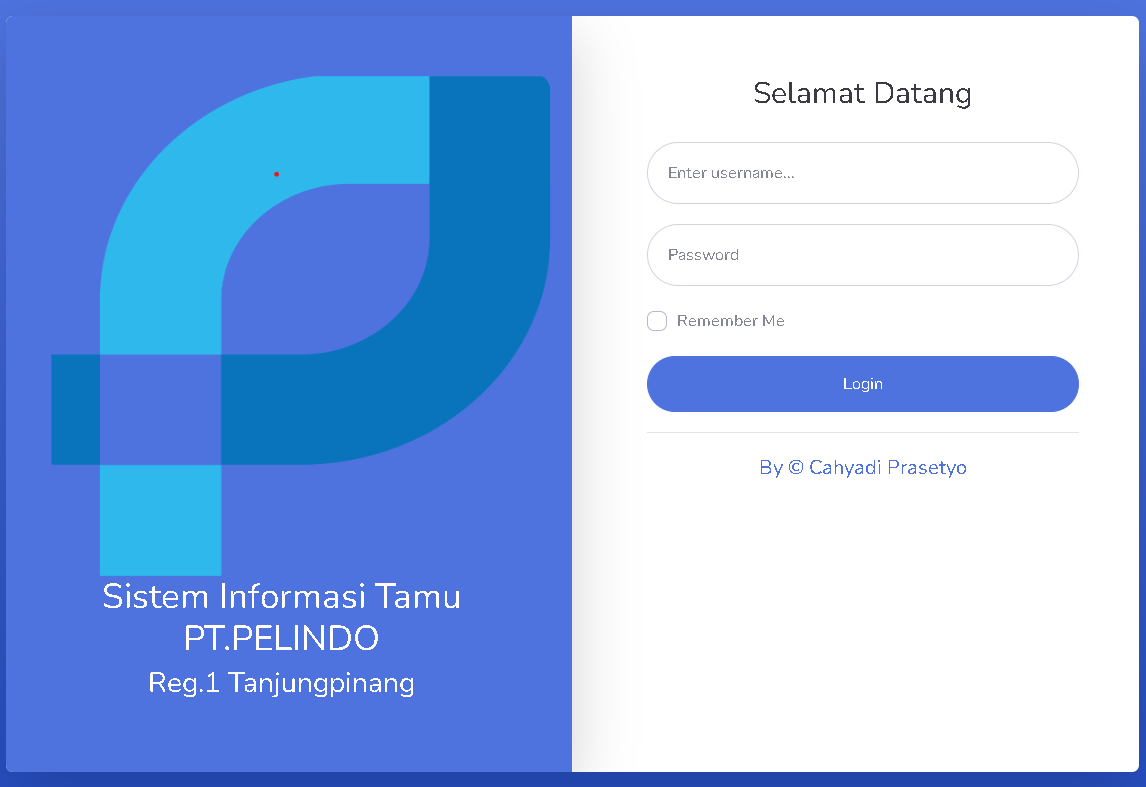 Sistem Informasi Tamu
PT.PELINDO
Reg.1 Tanjungpinang
Selamat Datang
Enter username...
Password
Remember Me
Login
By © Cahyadi Prasetyo